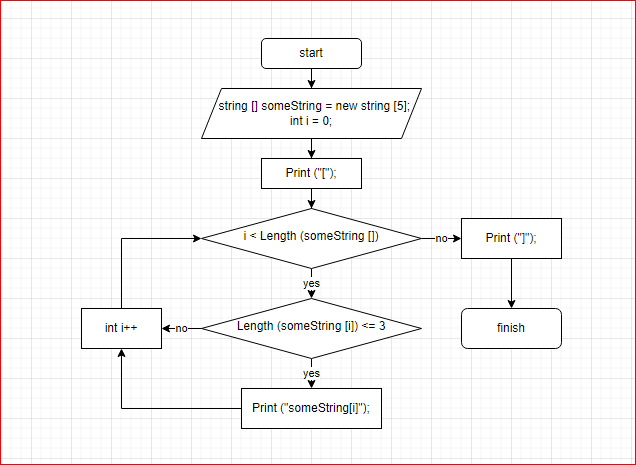 start
string [] someString = new string [5];
int i = 0;
Print ("[");
i < Length (someString [])
no
Print ("]");
yes
int i++
no
Length (someString [i]) <= 3
finish
yes
Print ("someString[i]");